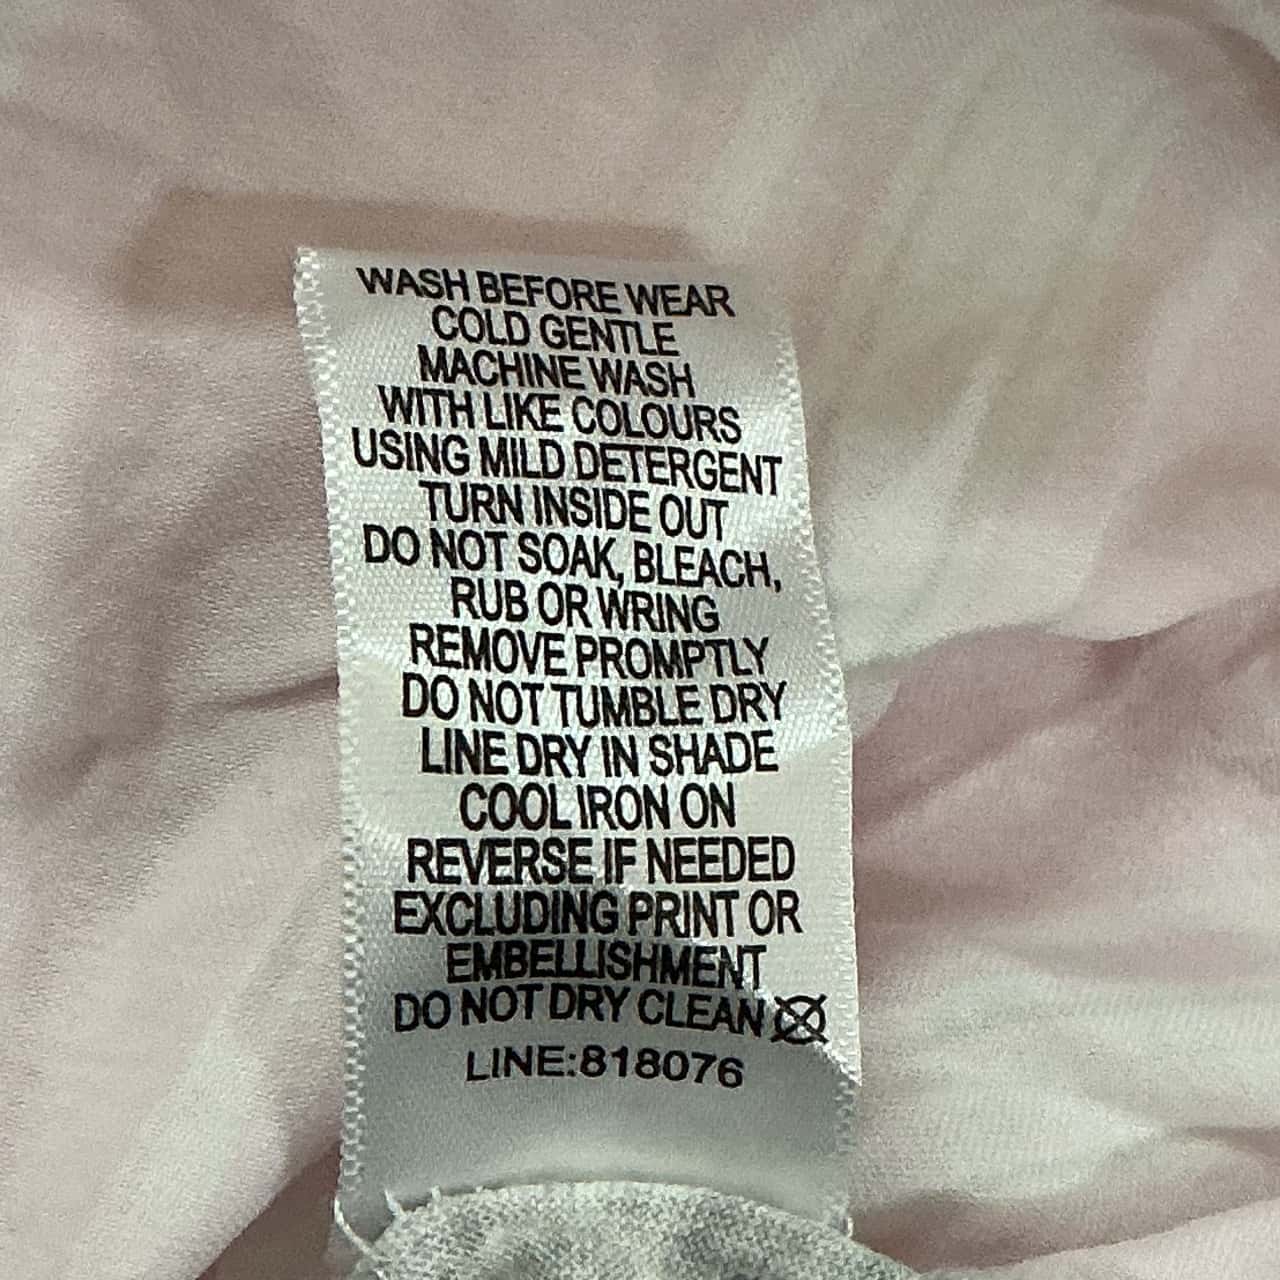 WASH BEFORE WEAR
COLD GENTLE
MACHINE WASH
WITH LIKE COLOURS
USING MILD DETERGENT
TURN INSIDE OUT
DO NOT SOAK, BLEACH,
RUB OR WRING
REMOVE PROMPTLY
DO NOT TUMBLE DRY
LINE DRY IN SHADE
COOL IRON ON
REVERSE IF NEEDED
EXCLUDING PRINT OR
EMBELLISHMENT
DO NOT DRY CLEAN
LINE:818076